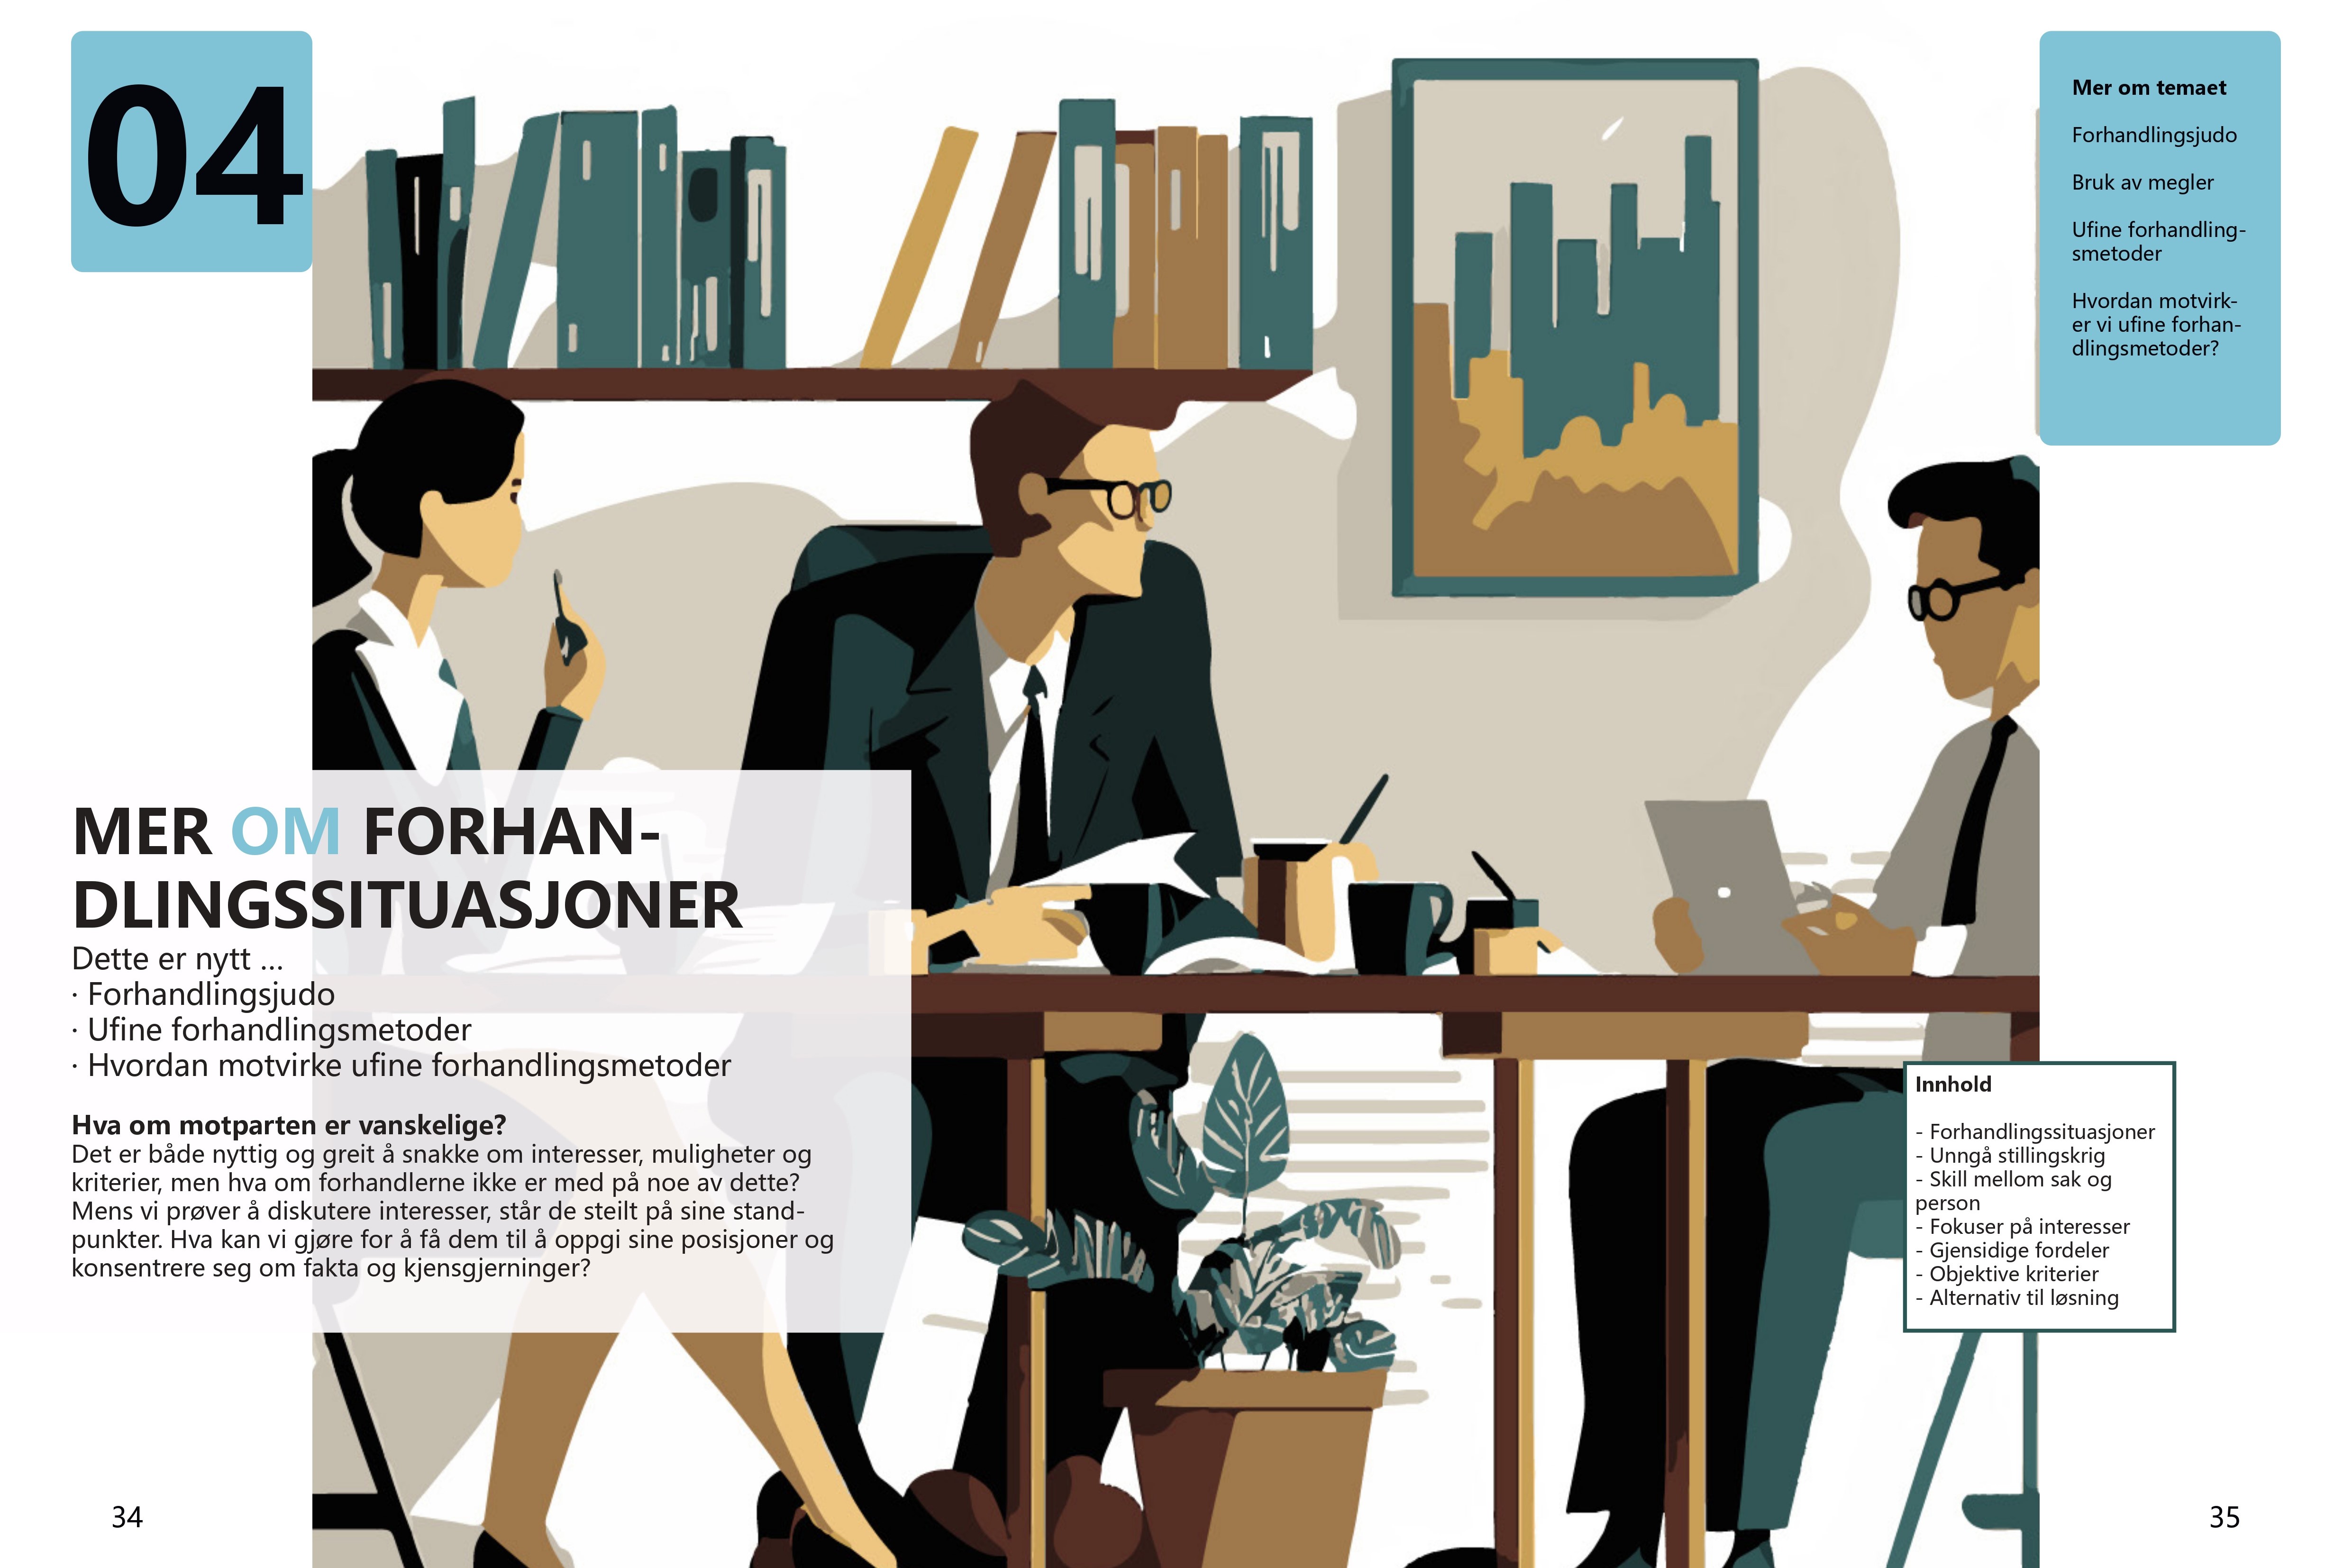 04
MER OM FORHAN-
DLINGSSITUASJONER
Dette er nytt ...
· Forhandlingsjudo
· Ufine forhandlingsmetoder
· Hvordan motvirke ufine forhandlingsmetoder
Hva om motparten er vanskelige?
Det er både nyttig og greit å snakke om interesser, muligheter og
kriterier, men hva om forhandlerne ikke er med på noe av dette?
Mens vi prøver å diskutere interesser, står de steilt på sine stand-
punkter. Hva kan vi gjøre for å få dem til å oppgi sine posisjoner og
konsentrere seg om fakta og kjensgjerninger?
34
Mer om temaet
Forhandlingsjudo
Bruk av megler
Ufine forhandling-
smetoder
Hvordan motvirk-
er vi ufine forhan-
dlingsmetoder?
Innhold
- Forhandlingssituasjoner
- Unngå stillingskrig
- Skill mellom sak og
person
- Fokuser på interesser
- Gjensidige fordeler
- Objektive kriterier
- Alternativ til løsning
35